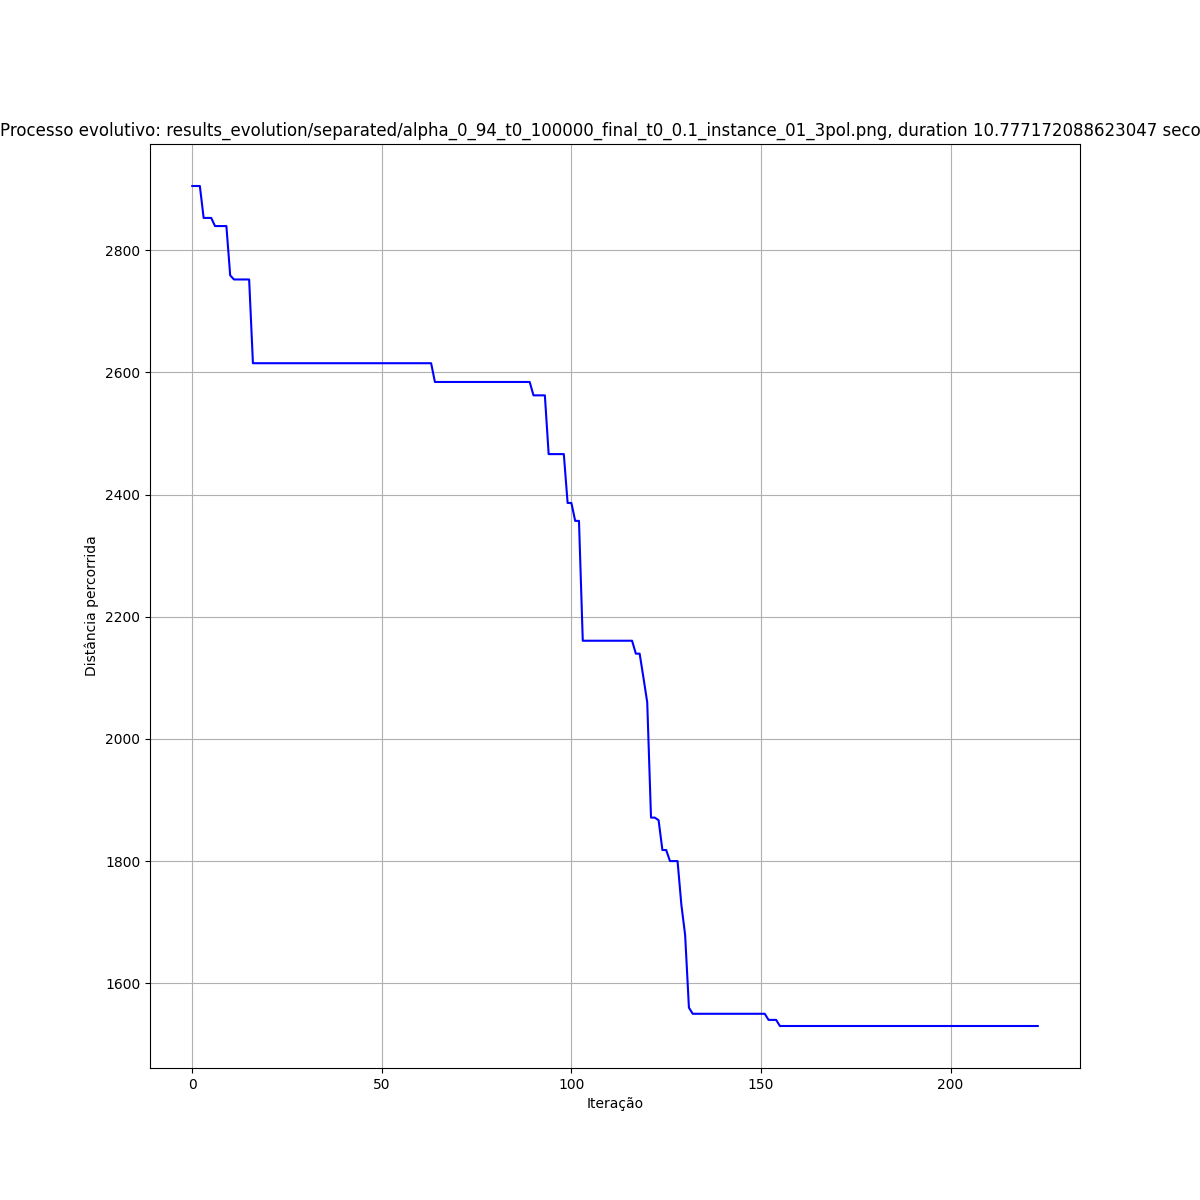 Processo evolutivo: results_evolution/separated/alpha_0_94_t0_100000_final_t0_0.1_instance_01_3pol.png, duration 10.777172088623047 seco
Distância percorrida
2800
2600
2400
2200
2000
1800
1600
0 50 100 150 200
Iteração